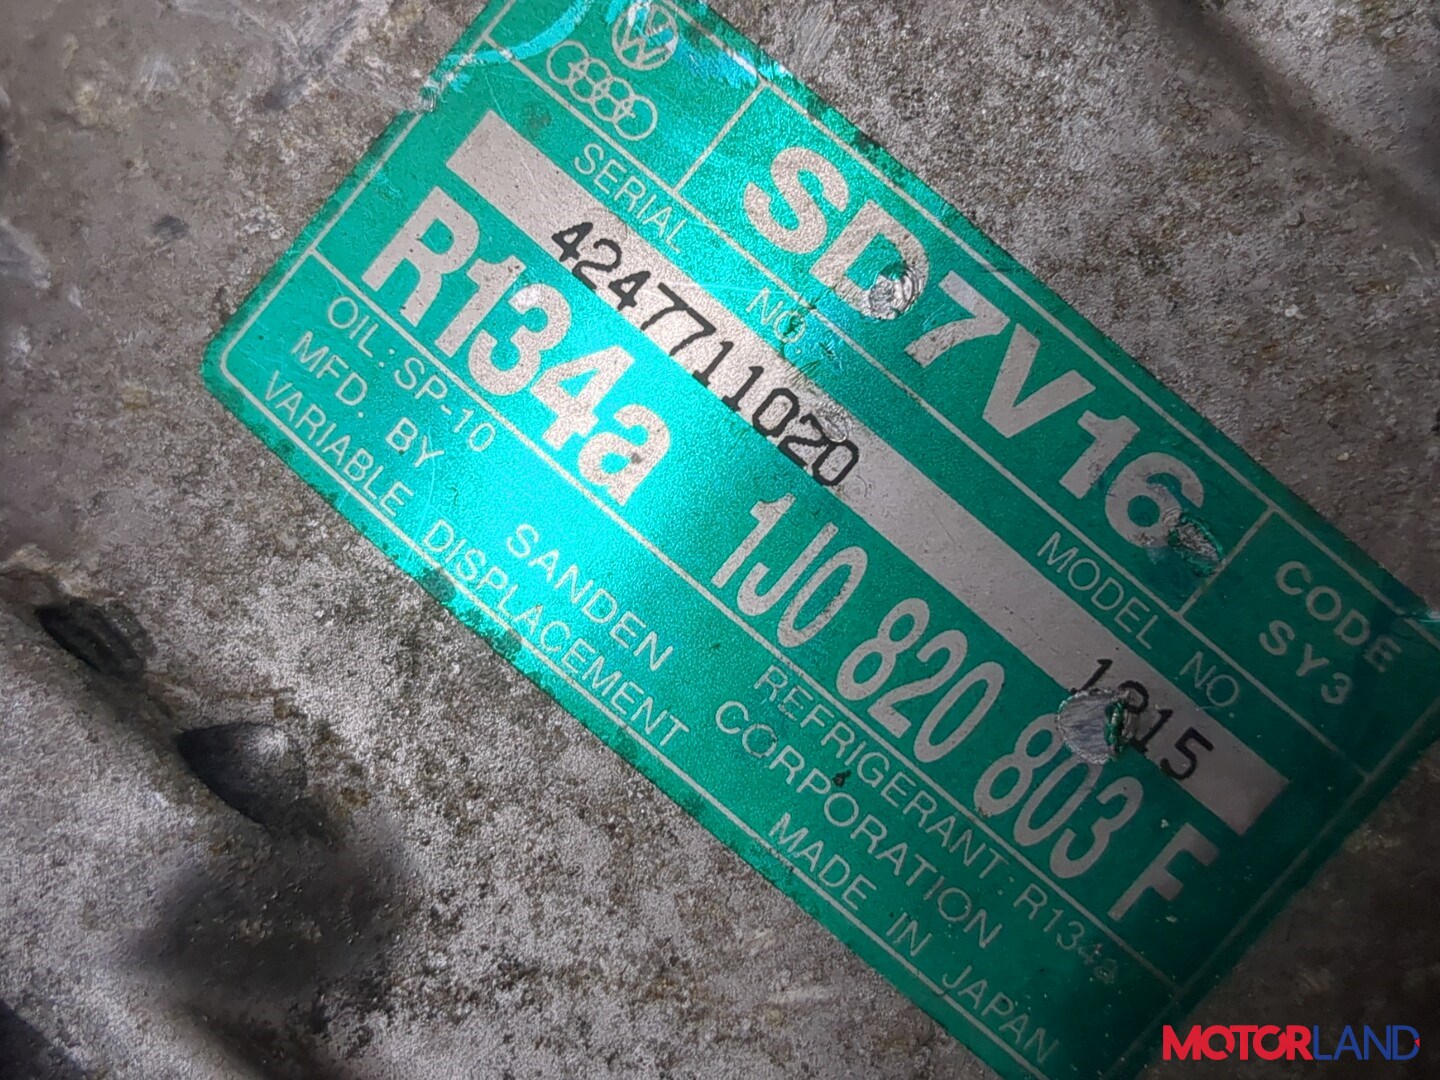 SD7V16
CODE
SY3
SERIAL NO.
MODEL NO.
4247711020
R134a
1J0 820 803 F
OIL: SP-10
REFRIGERANT: R134a
MFD. BY SANDEN CORPORATION
VARIABLE DISPLACEMENT
MADE IN JAPAN
MOTORLAND